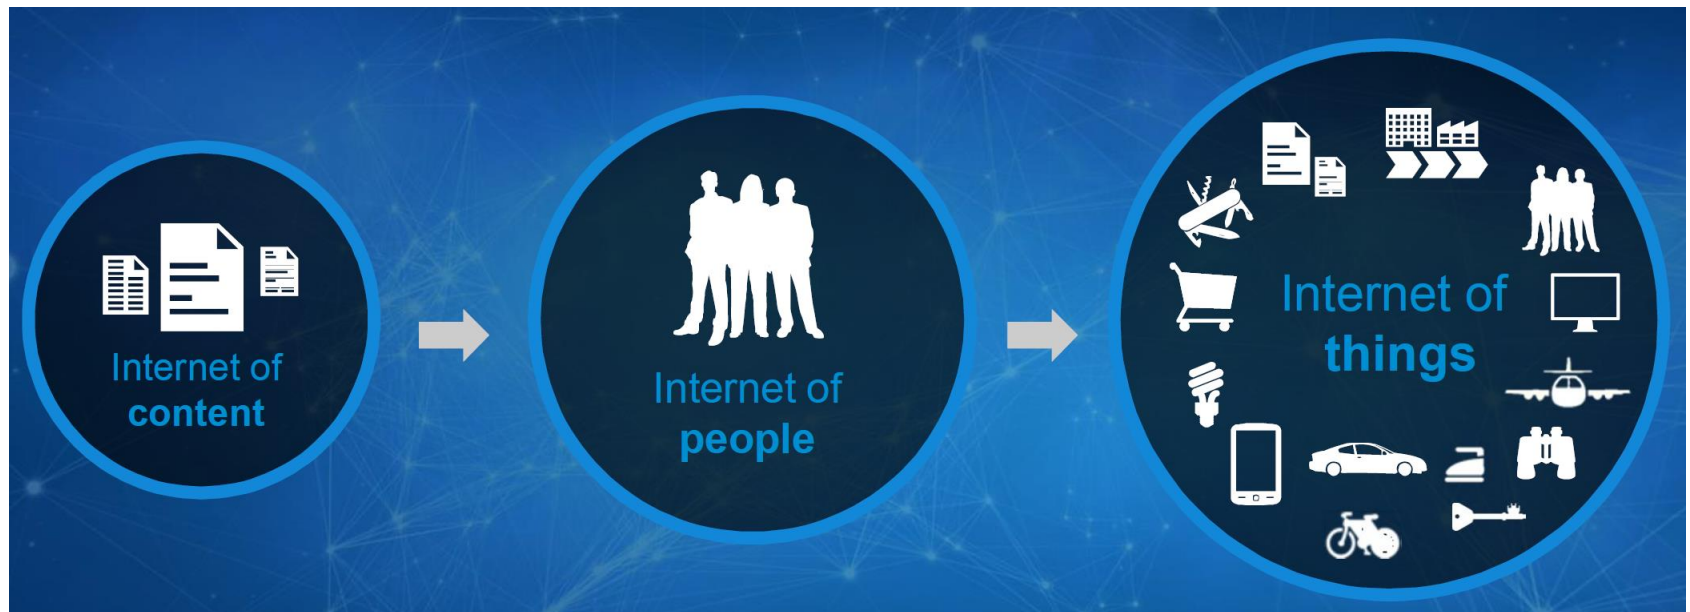 Internet of
content
Internet of
people
Internet of
things